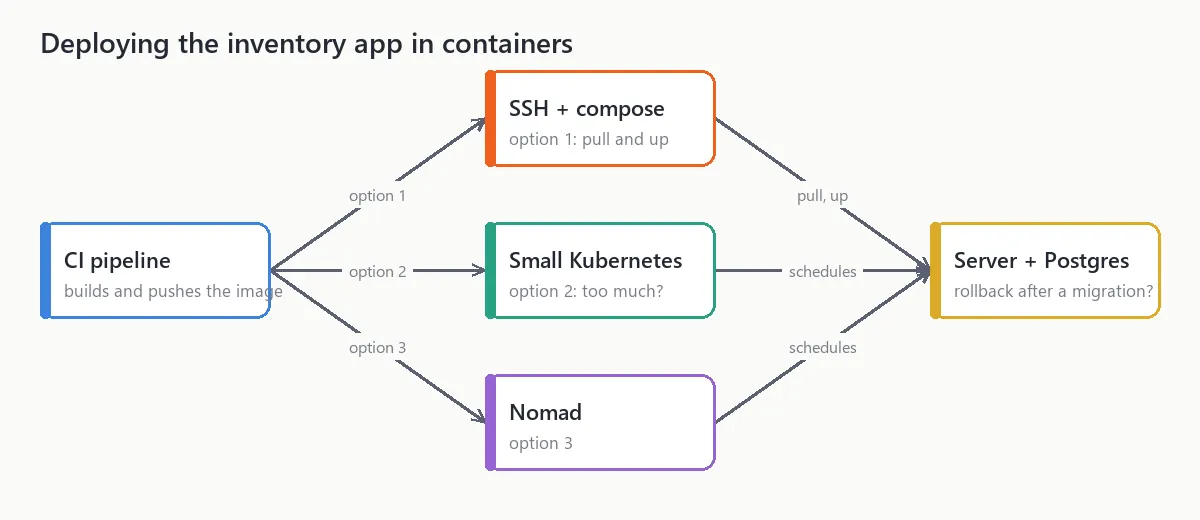 Deploying the inventory app in containers
SSH + compose
option 1: pull and up
option 1
pull, up
CI pipeline
builds and pushes the image
option 2
Small Kubernetes
option 2: too much?
schedules
Server + Postgres
rollback after a migration?
option 3
schedules
Nomad
option 3